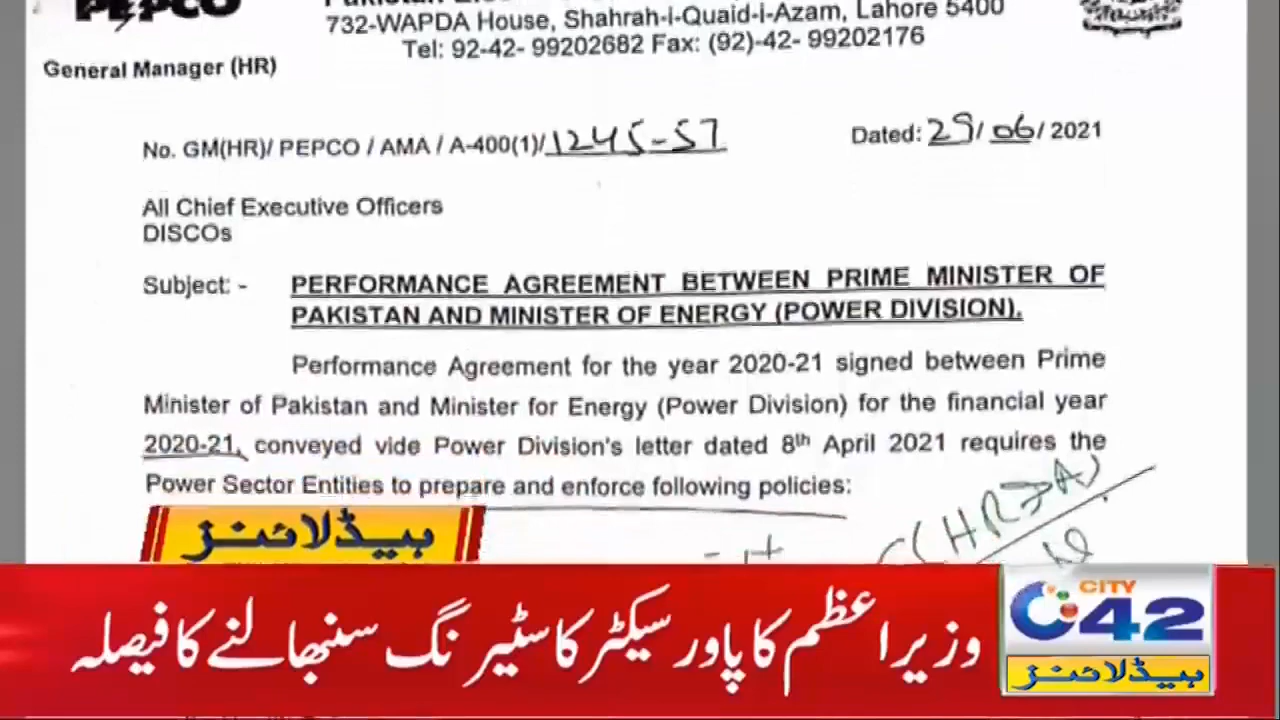 PEPCO
732-WAPDA House, Shahrah-i-Quaid-i-Azam, Lahore 5400
Tel: 92-42- 99202682 Fax: (92)-42- 99202176
General Manager (HR)
No. GM(HR)/ PEPCO / AMA / A-400(1)/1245-57
Dated: 29/06/2021
All Chief Executive Officers
DISCOs
Subject: - PERFORMANCE AGREEMENT BETWEEN PRIME MINISTER OF
PAKISTAN AND MINISTER OF ENERGY (POWER DIVISION).
Performance Agreement for the year 2020-21 signed between Prime
Minister of Pakistan and Minister for Energy (Power Division) for the financial year
2020-21, conveyed vide Power Division's letter dated 8th April 2021 requires the
Power Sector Entities to prepare and enforce following policies:
ہیڈلائنز
وزیراعظم کا پاور سیکٹر کا سٹیرنگ سنبھالنے کا فیصلہ
CITY
42
ہیڈلائنز